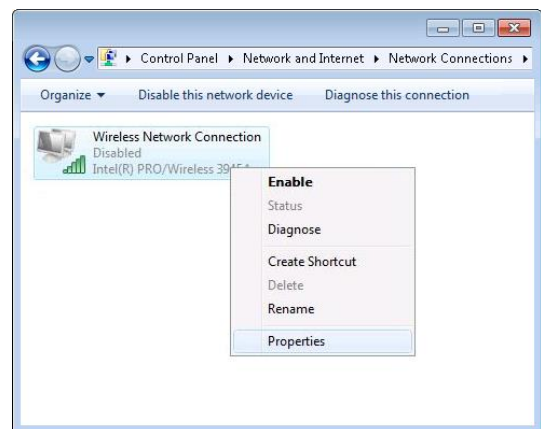 Control Panel ▸ Network and Internet ▸ Network Connections ▸
Organize ▾ Disable this network device Diagnose this connection
Wireless Network Connection
Disabled
Intel(R) PRO/Wireless
Enable
Status
Diagnose
Create Shortcut
Delete
Rename
Properties